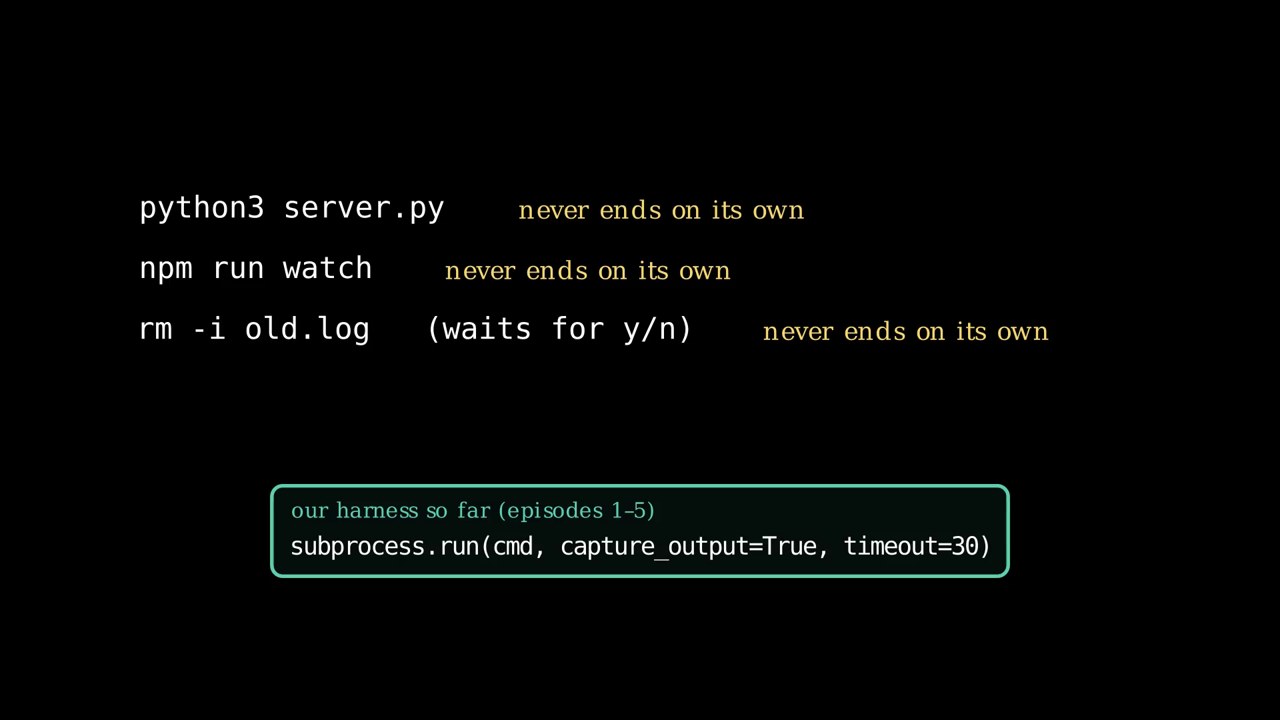 python3 server.py never ends on its own
npm run watch never ends on its own
rm -i old.log (waits for y/n) never ends on its own
our harness so far (episodes 1–5)
subprocess.run(cmd, capture_output=True, timeout=30)